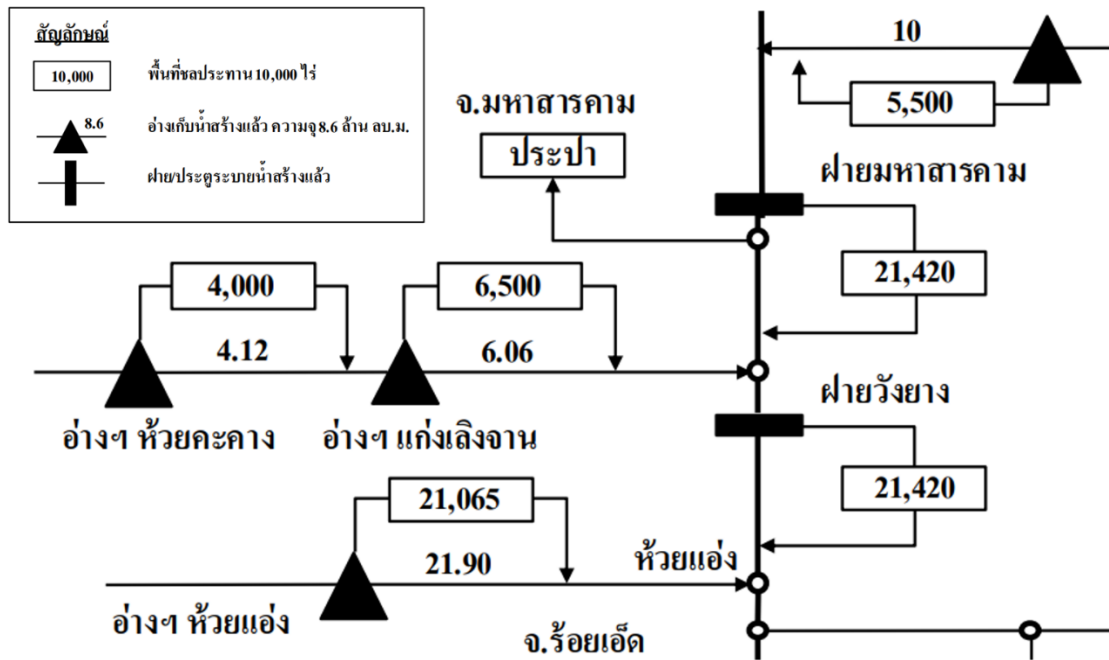 สัญลักษณ์
10,000 พื้นที่ชลประทาน 10,000 ไร่
8.6 อ่างเก็บน้ำสร้างแล้ว ความจุ 8.6 ล้าน ลบ.ม.
ฝาย/ประตูระบายน้ำสร้างแล้ว
10
5,500
จ.มหาสารคาม
ประปา
ฝายมหาสารคาม
21,420
4,000
6,500
4.12
6.06
อ่างฯ ห้วยคะคาง
อ่างฯ แก่งเลิงจาน
ฝายวังยาง
21,420
21,065
21.90
ห้วยแอ่ง
อ่างฯ ห้วยแอ่ง
จ.ร้อยเอ็ด